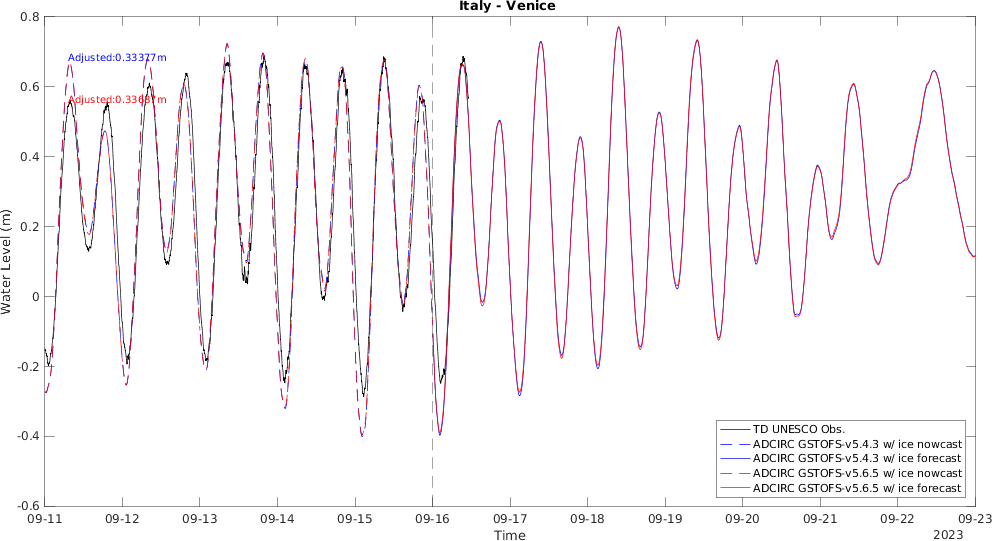 Italy - Venice
Water Level (m)
0.8
0.6
0.4
0.2
0
-0.2
-0.4
-0.6
Adjusted:0.33377m
Adjusted:0.33687m
TD UNESCO Obs.
ADCIRC GSTOFS-v5.4.3 w/ ice nowcast
ADCIRC GSTOFS-v5.4.3 w/ ice forecast
ADCIRC GSTOFS-v5.6.5 w/ ice nowcast
ADCIRC GSTOFS-v5.6.5 w/ ice forecast
09-11 09-12 09-13 09-14 09-15 09-16 09-17 09-18 09-19 09-20 09-21 09-22 09-23
Time
2023